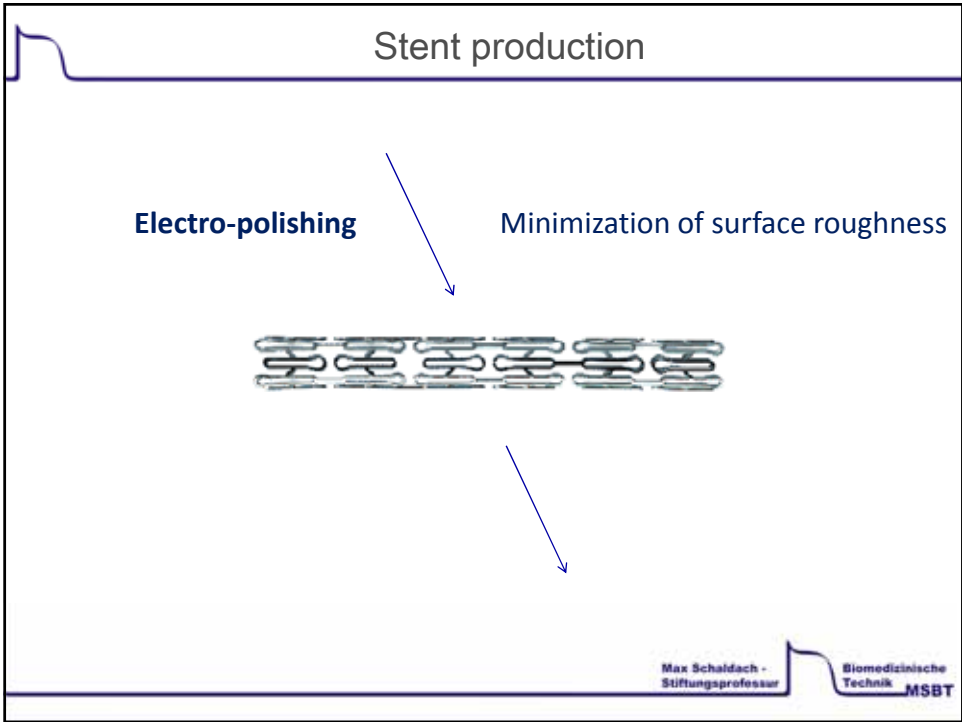 Stent production
Electro-polishing
Minimization of surface roughness
Max Schaldach -
Stiftungsprofessur
Biomedizinische
Technik
MSBT